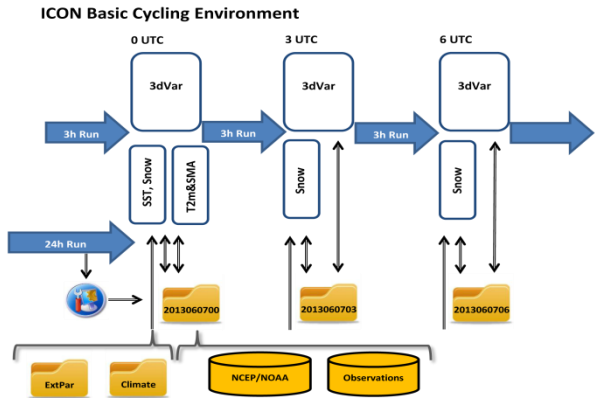 ICON Basic Cycling Environment
0 UTC
3 UTC
6 UTC
3dVar
3dVar
3dVar
3h Run
3h Run
3h Run
SST, Snow
T2m&SMA
Snow
Snow
24h Run
2013060700
2013060703
2013060706
ExtPar
Climate
NCEP/NOAA
Observations